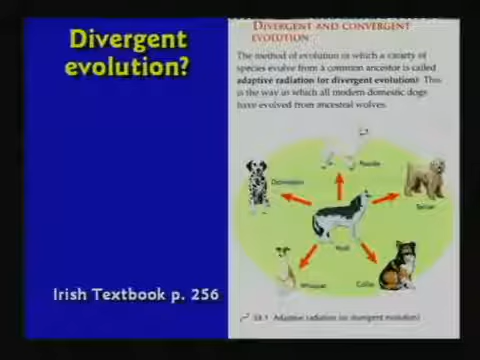 Divergent
evolution?
Irish Textbook p. 256
DIVERGENT AND CONVERGENT
EVOLUTION
The method of evolution in which a variety of
species evolve from a common ancestor is called
adaptive radiation (or divergent evolution). This
is the way in which all modern domestic dogs
have evolved from ancestral wolves.
Poodle
Dalmatian
Terrier
Wolf
Whippet
Collie
Adaptive radiation (or divergent evolution)